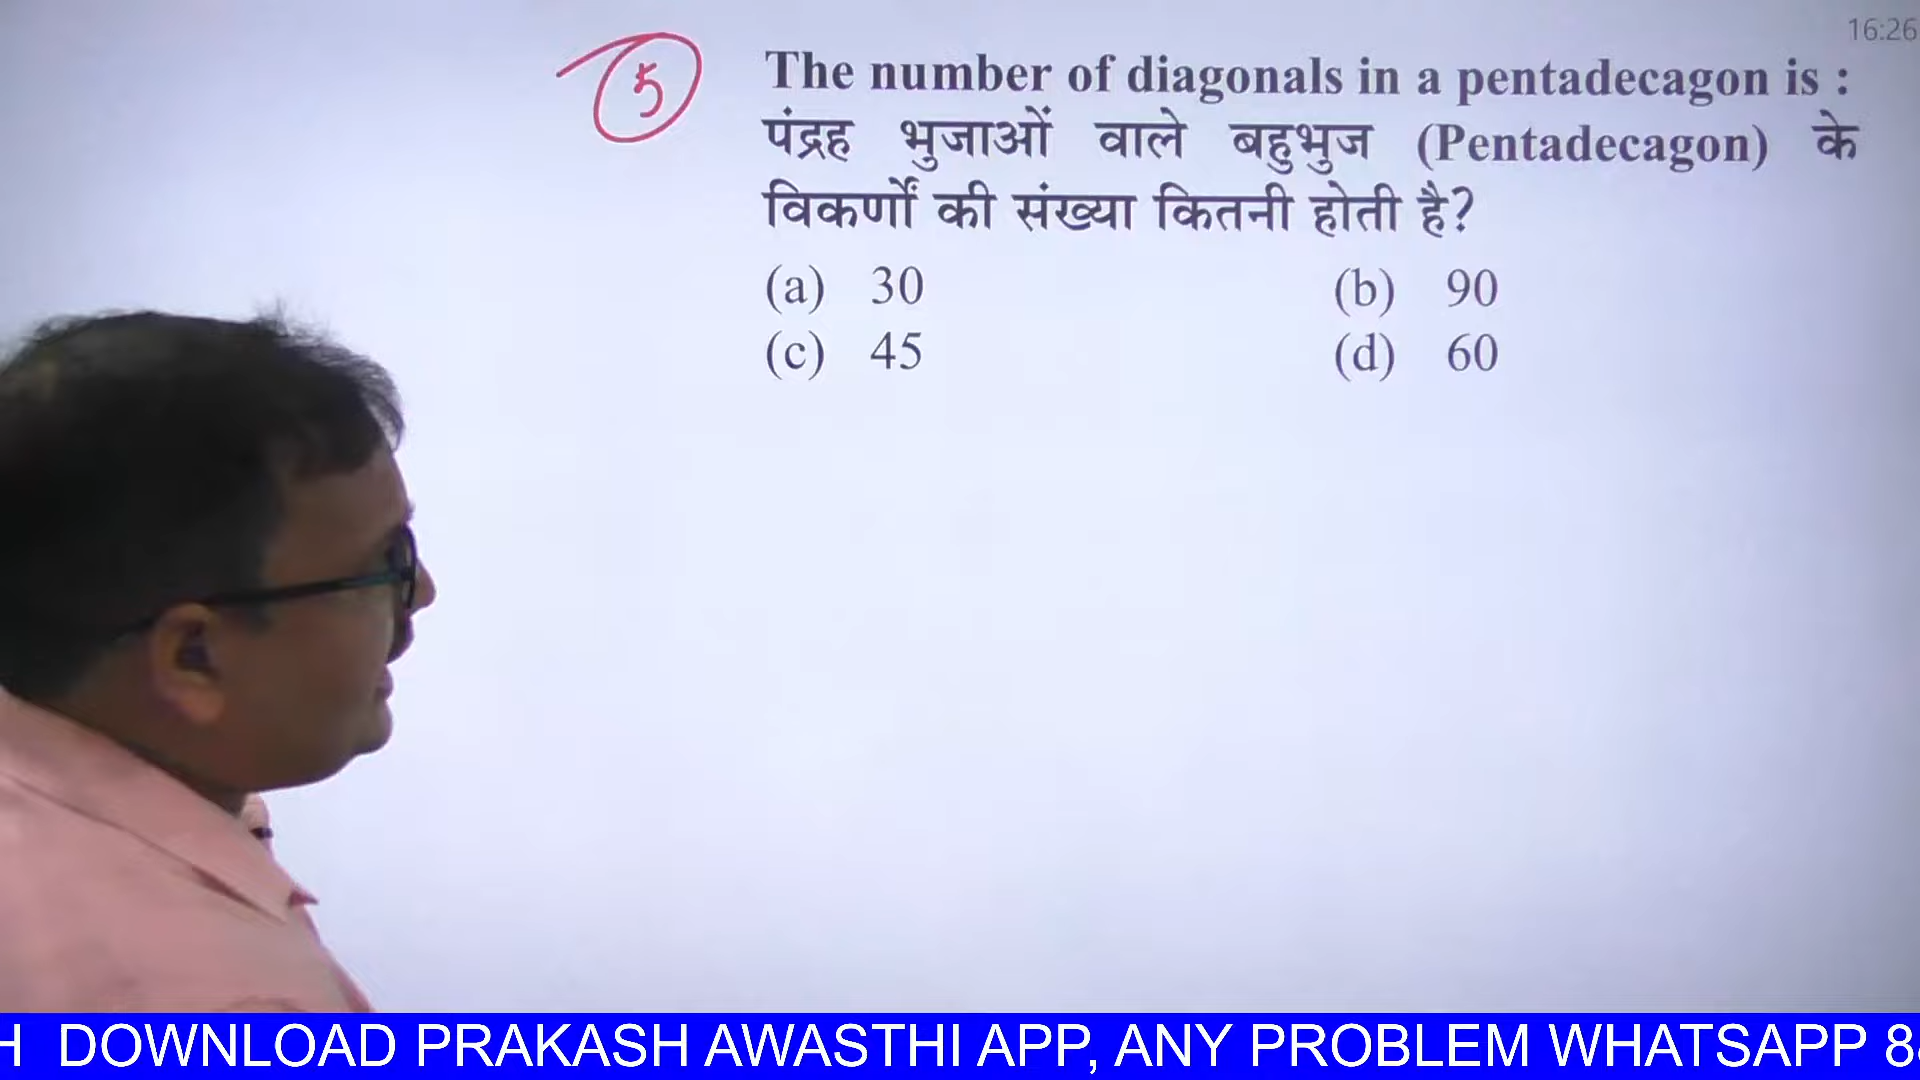 16:26
5
The number of diagonals in a pentadecagon is :
पंद्रह भुजाओं वाले बहुभुज (Pentadecagon) के
विकर्णों की संख्या कितनी होती है?
(a) 30 (b) 90
(c) 45 (d) 60
H DOWNLOAD PRAKASH AWASTHI APP, ANY PROBLEM WHATSAPP 8